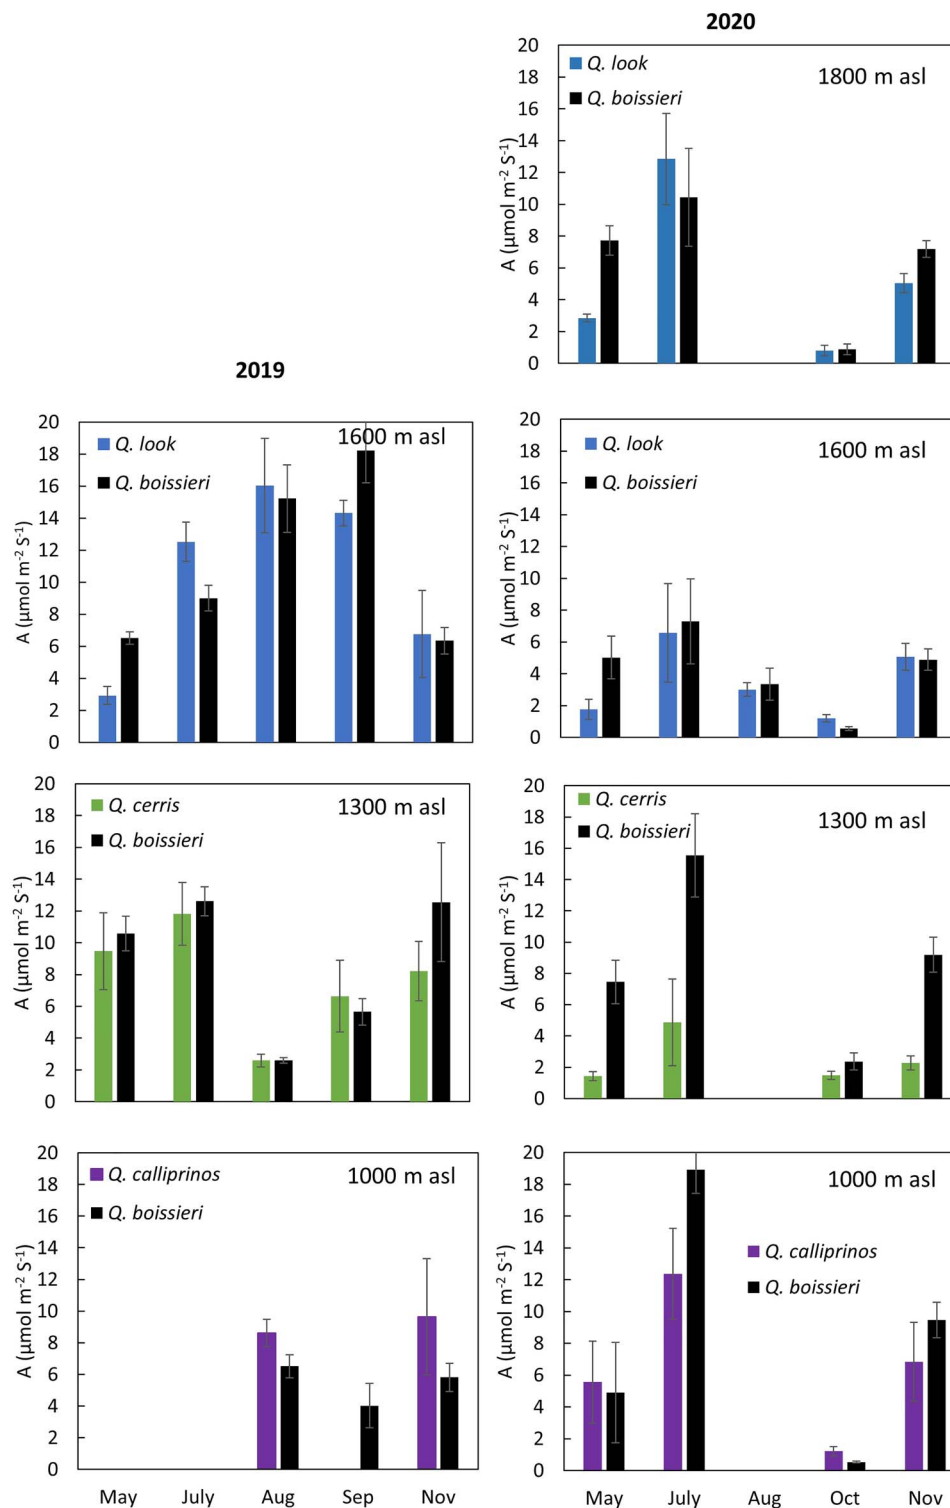 2020
20
18
16
14
12
10
8
6
4
2
0
A (µmol m-2 S-1)
Q. look
Q. boissieri
1800 m asl
2019
20
18
16
14
12
10
8
6
4
2
0
A (µmol m-2 S-1)
Q. look
Q. boissieri
1600 m asl
20
18
16
14
12
10
8
6
4
2
0
A (µmol m-2 S-1)
Q. look
Q. boissieri
1600 m asl
20
18
16
14
12
10
8
6
4
2
0
A (µmol m-2 S-1)
Q. cerris
Q. boissieri
1300 m asl
20
18
16
14
12
10
8
6
4
2
0
A (µmol m-2 S-1)
Q. cerris
Q. boissieri
1300 m asl
20
18
16
14
12
10
8
6
4
2
0
A (µmol m-2 S-1)
Q. calliprinos
Q. boissieri
1000 m asl
May July Aug Sep Nov
20
18
16
14
12
10
8
6
4
2
0
A (µmol m-2 S-1)
1000 m asl
Q. calliprinos
Q. boissieri
May July Aug Oct Nov